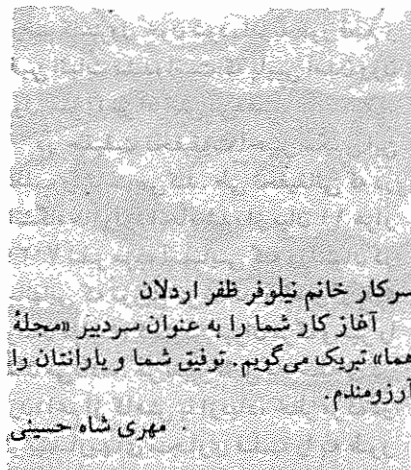 سرکار خانم نیلوفر ظفر اردلان
آغاز کار شما را به عنوان سردبیر «مجلهٔ
هما» تبریک می‌گویم. توفیق شما و یارانتان را
آرزومندم.
مهری شاه حسینی